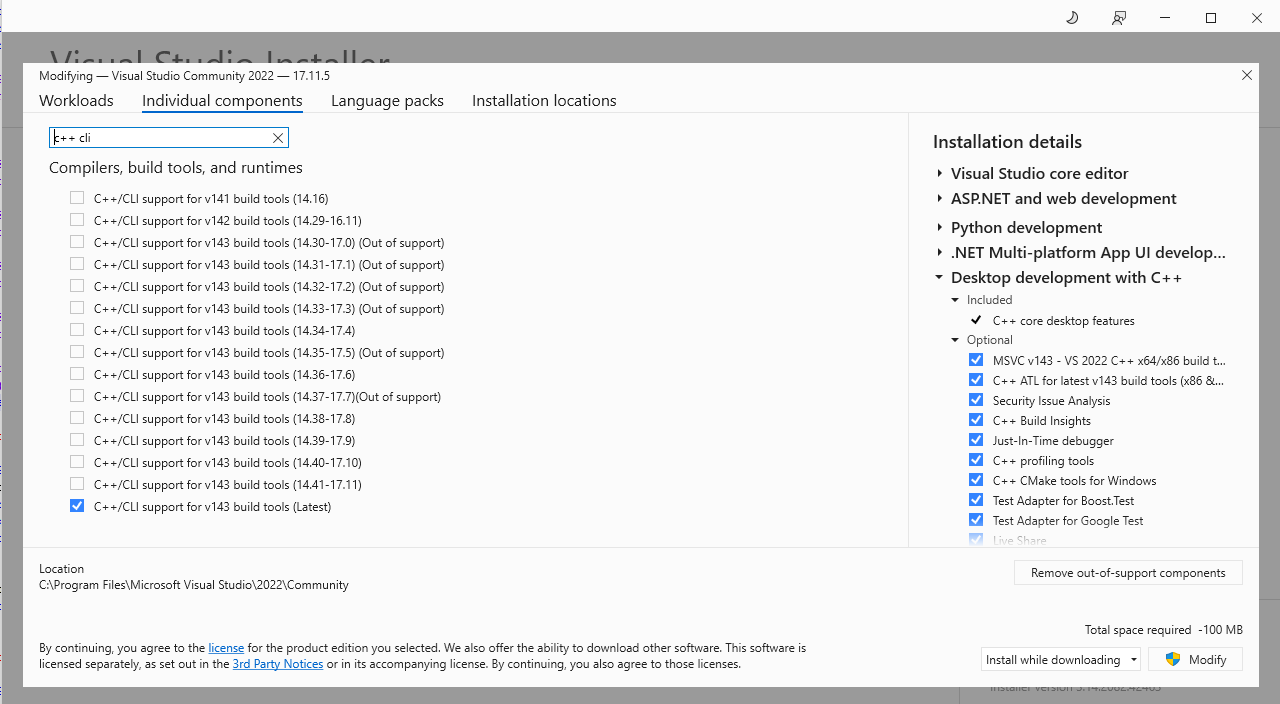 Visual Studio Installer
Modifying — Visual Studio Community 2022 — 17.11.5
Workloads
Individual components
Language packs
Installation locations
c++ cli
Compilers, build tools, and runtimes
C++/CLI support for v141 build tools (14.16)
C++/CLI support for v142 build tools (14.29-16.11)
C++/CLI support for v143 build tools (14.30-17.0) (Out of support)
C++/CLI support for v143 build tools (14.31-17.1) (Out of support)
C++/CLI support for v143 build tools (14.32-17.2) (Out of support)
C++/CLI support for v143 build tools (14.33-17.3) (Out of support)
C++/CLI support for v143 build tools (14.34-17.4)
C++/CLI support for v143 build tools (14.35-17.5) (Out of support)
C++/CLI support for v143 build tools (14.36-17.6)
C++/CLI support for v143 build tools (14.37-17.7)(Out of support)
C++/CLI support for v143 build tools (14.38-17.8)
C++/CLI support for v143 build tools (14.39-17.9)
C++/CLI support for v143 build tools (14.40-17.10)
C++/CLI support for v143 build tools (14.41-17.11)
C++/CLI support for v143 build tools (Latest)
Installation details
Visual Studio core editor
ASP.NET and web development
Python development
.NET Multi-platform App UI develop...
Desktop development with C++
Included
C++ core desktop features
Optional
MSVC v143 - VS 2022 C++ x64/x86 build t...
C++ ATL for latest v143 build tools (x86 &...
Security Issue Analysis
C++ Build Insights
Just-In-Time debugger
C++ profiling tools
C++ CMake tools for Windows
Test Adapter for Boost.Test
Test Adapter for Google Test
Live Share
Location
C:\Program Files\Microsoft Visual Studio\2022\Community
Remove out-of-support components
Total space required -100 MB
By continuing, you agree to the license for the product edition you selected. We also offer the ability to download other software. This software is
licensed separately, as set out in the 3rd Party Notices or in its accompanying license. By continuing, you also agree to those licenses.
Install while downloading
Modify